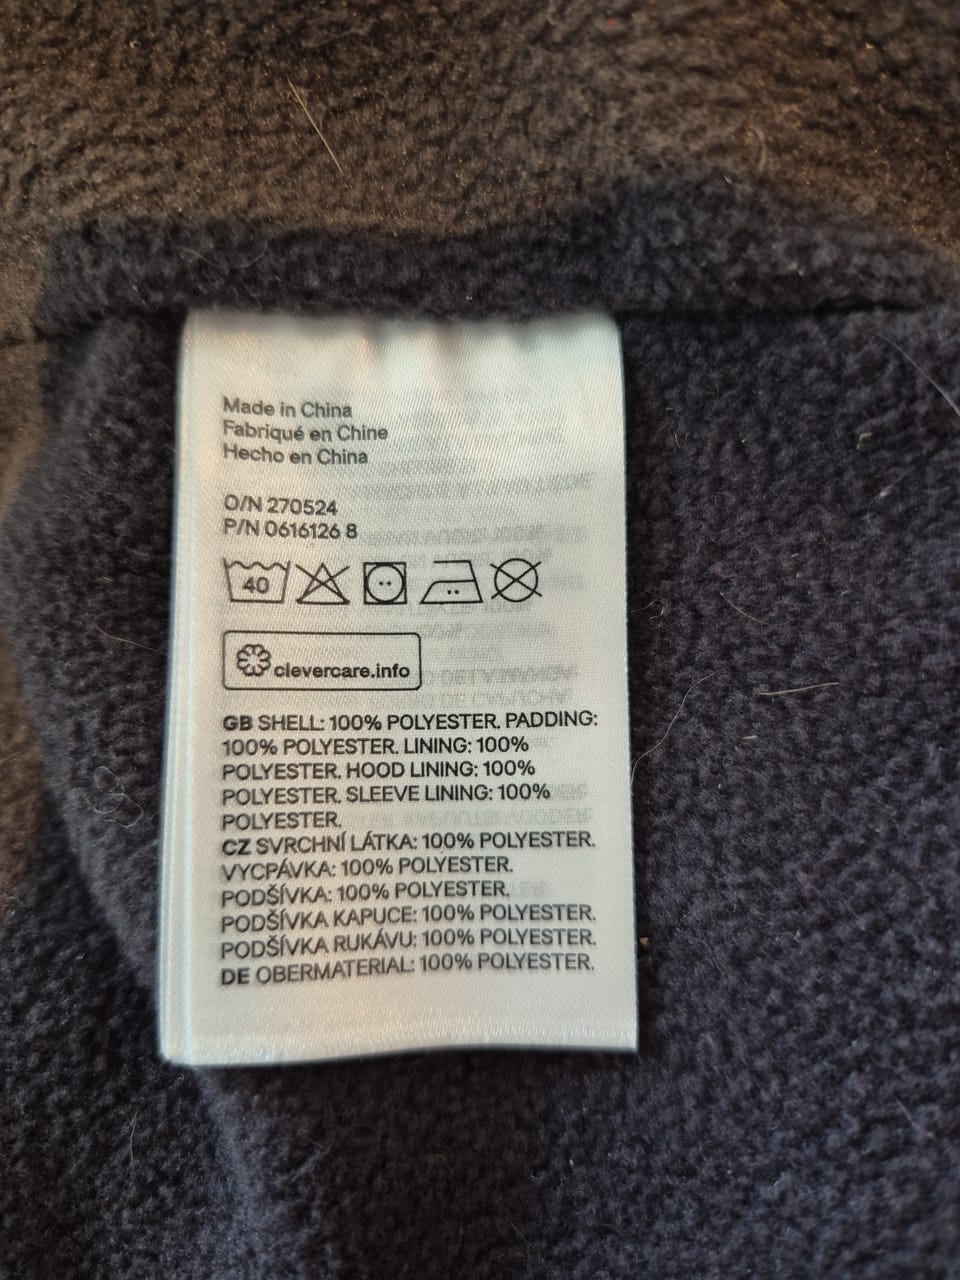 Made in China
Fabriqué en Chine
Hecho en China
O/N 270524
P/N 0616126 8
40
clevercare.info
GB SHELL: 100% POLYESTER. PADDING:
100% POLYESTER. LINING: 100%
POLYESTER. HOOD LINING: 100%
POLYESTER. SLEEVE LINING: 100%
POLYESTER.
CZ SVRCHNÍ LÁTKA: 100% POLYESTER.
VYCPÁVKA: 100% POLYESTER.
PODŠÍVKA: 100% POLYESTER.
PODŠÍVKA KAPUCE: 100% POLYESTER.
PODŠÍVKA RUKÁVU: 100% POLYESTER.
DE OBERMATERIAL: 100% POLYESTER.